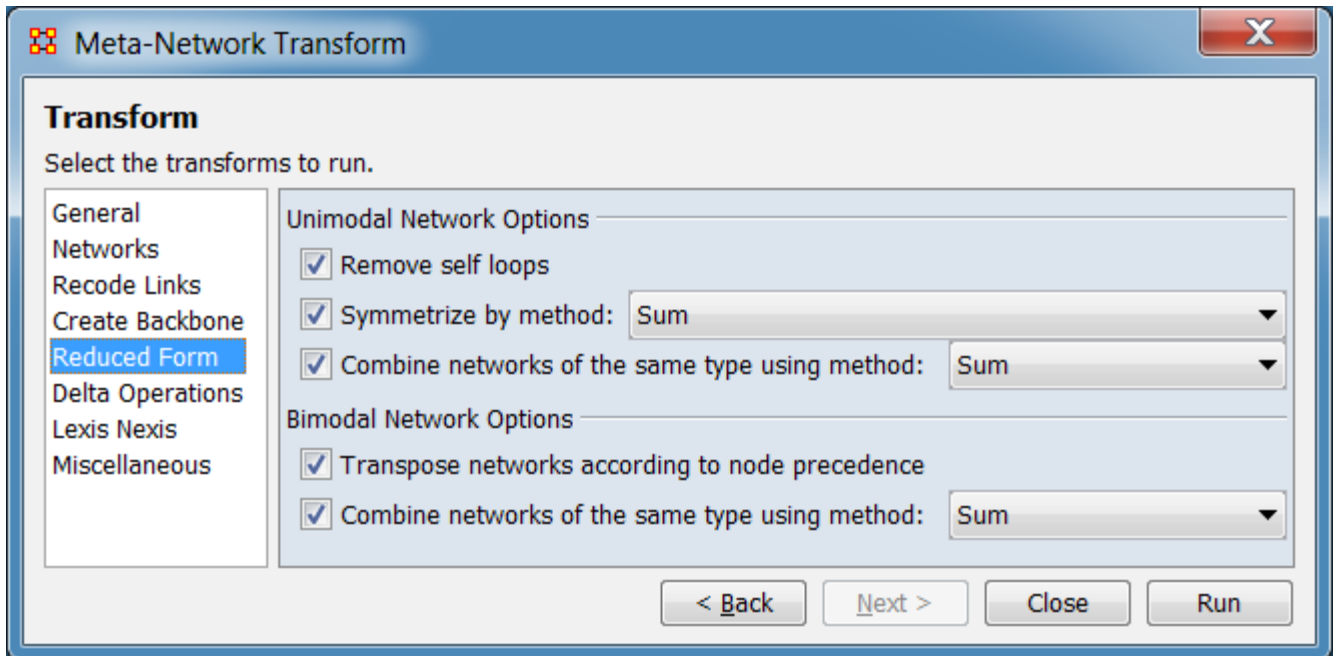 Meta-Network Transform
Transform
Select the transforms to run.
General
Networks
Recode Links
Create Backbone
Reduced Form
Delta Operations
Lexis Nexis
Miscellaneous
Unimodal Network Options
Remove self loops
Symmetrize by method: Sum
Combine networks of the same type using method: Sum
Bimodal Network Options
Transpose networks according to node precedence
Combine networks of the same type using method: Sum
< Back Next > Close Run